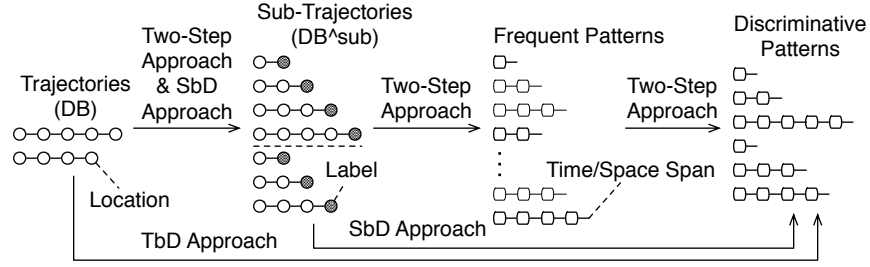 Trajectories
(DB)
Location
Two-Step
Approach
& SbD
Approach
Sub-Trajectories
(DB^sub)
Label
Two-Step
Approach
Frequent Patterns
Time/Space Span
Two-Step
Approach
Discriminative
Patterns
TbD Approach
SbD Approach